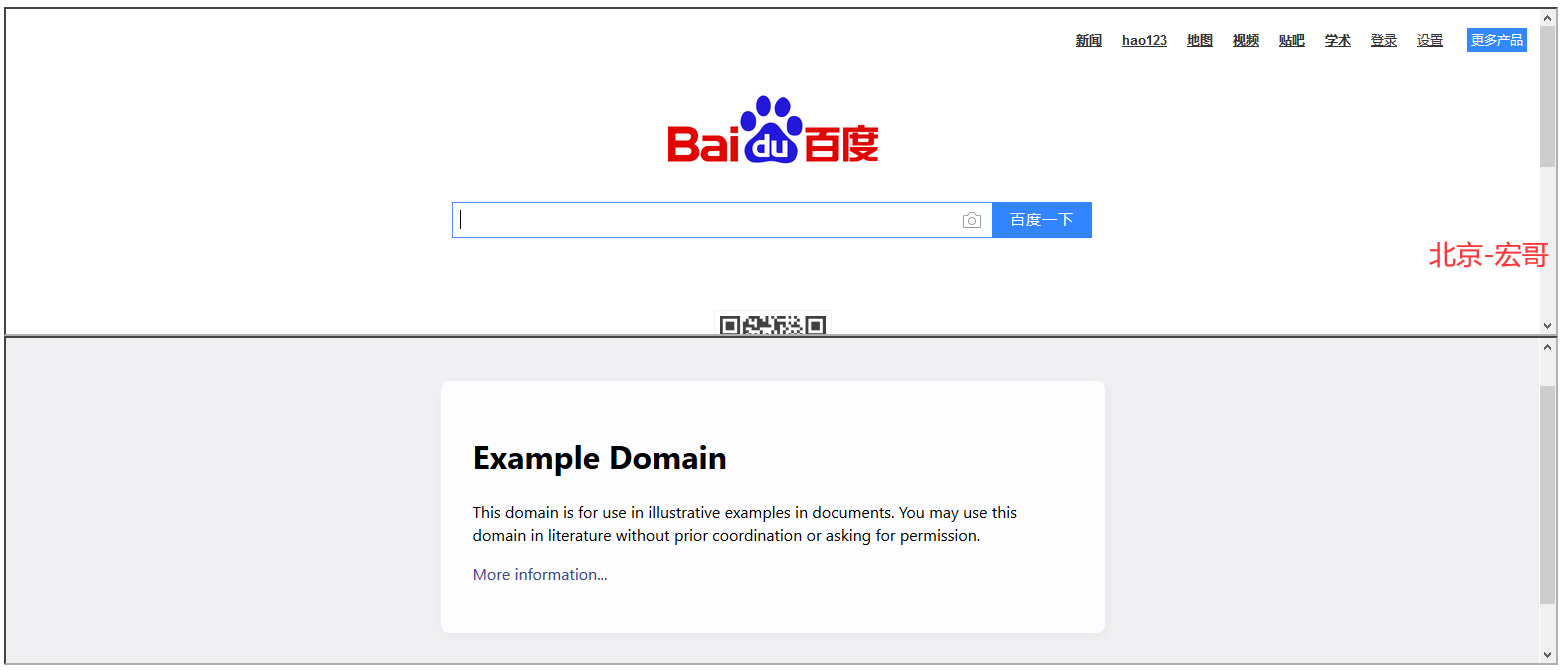 新闻 hao123 地图 视频 贴吧 学术 登录 设置 更多产品
Bai du 百度
百度一下
北京-宏哥
Example Domain
This domain is for use in illustrative examples in documents. You may use this
domain in literature without prior coordination or asking for permission.
More information...